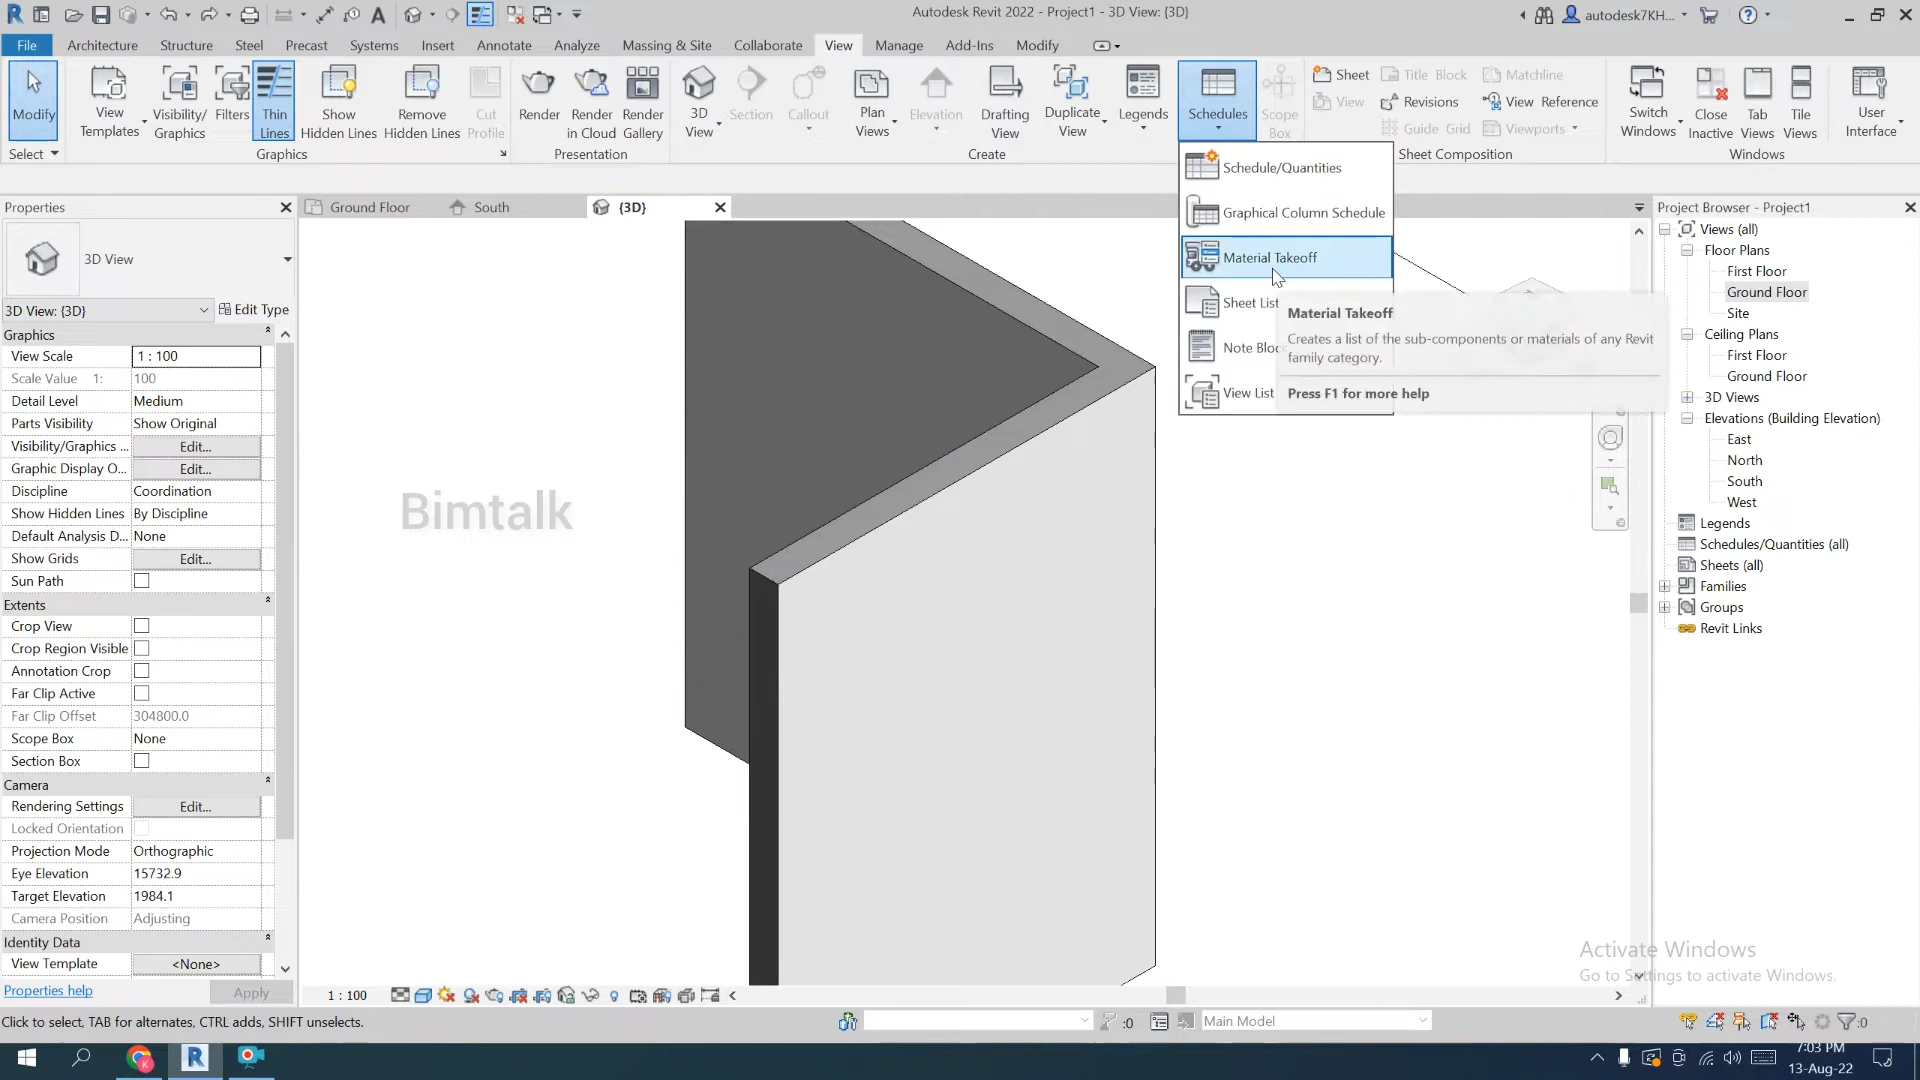 Autodesk Revit 2022 - Project1 - 3D View: {3D}
autodesk7KH...
File Architecture Structure Steel Precast Systems Insert Annotate Analyze Massing & Site Collaborate View Manage Add-Ins Modify
Modify
View Templates
Visibility/ Graphics
Filters
Thin Lines
Show Hidden Lines
Remove Hidden Lines
Cut Profile
Render
Render in Cloud
Render Gallery
3D View
Section
Callout
Plan Views
Elevation
Drafting View
Duplicate View
Legends
Schedules
Scope Box
Sheet
View
Title Block
Revisions
Guide Grid
Matchline
View Reference
Viewports
Switch Windows
Close Inactive
Tab Views
Tile Views
User Interface
Select Graphics Presentation Create Sheet Composition Windows
Schedule/Quantities
Graphical Column Schedule
Material Takeoff
Sheet List
Note Bloc
View List
Material Takeoff
Creates a list of the sub-components or materials of any Revit
family category.
Press F1 for more help
Properties
3D View
3D View: {3D} Edit Type
Graphics
View Scale 1 : 100
Scale Value 1: 100
Detail Level Medium
Parts Visibility Show Original
Visibility/Graphics ... Edit...
Graphic Display O... Edit...
Discipline Coordination
Show Hidden Lines By Discipline
Default Analysis D... None
Show Grids Edit...
Sun Path
Extents
Crop View
Crop Region Visible
Annotation Crop
Far Clip Active
Far Clip Offset 304800.0
Scope Box None
Section Box
Camera
Rendering Settings Edit...
Locked Orientation
Projection Mode Orthographic
Eye Elevation 15732.9
Target Elevation 1984.1
Camera Position Adjusting
Identity Data
View Template <None>
Properties help Apply
Ground Floor South {3D}
Bimtalk
Project Browser - Project1
Views (all)
Floor Plans
First Floor
Ground Floor
Site
Ceiling Plans
First Floor
Ground Floor
3D Views
Elevations (Building Elevation)
East
North
South
West
Legends
Schedules/Quantities (all)
Sheets (all)
Families
Groups
Revit Links
Activate Windows
Go to Settings to activate Windows.
1 : 100
Click to select, TAB for alternates, CTRL adds, SHIFT unselects.
:0
Main Model
:0
7:03 PM
13-Aug-22